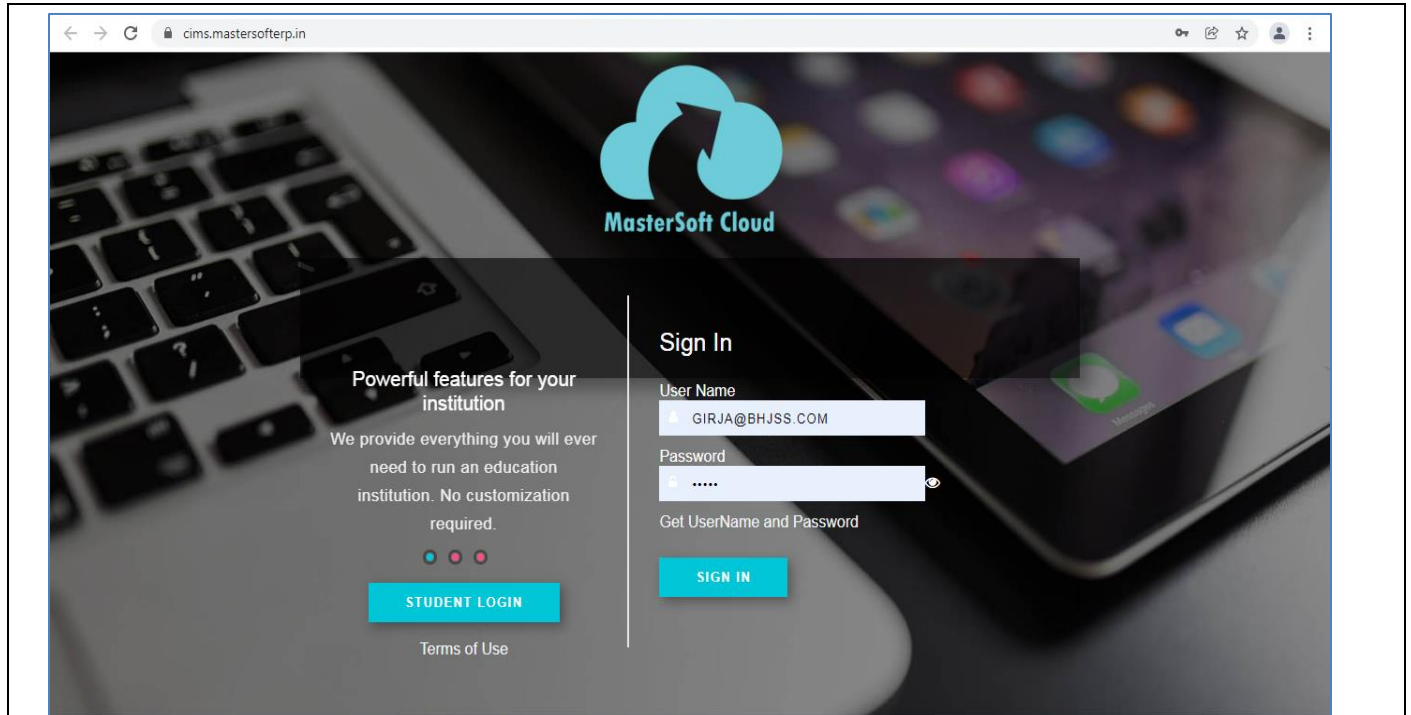 cims.mastersofterp.in
MasterSoft Cloud
Powerful features for your
institution
We provide everything you will ever
need to run an education
institution. No customization
required.
STUDENT LOGIN
Terms of Use
Sign In
User Name
GIRJA@BHJSS.COM
Password
•••••
Get UserName and Password
SIGN IN
Messages